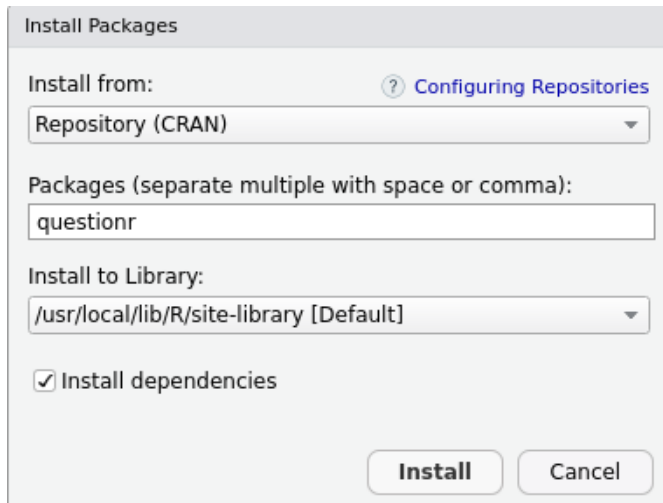 Install Packages
Install from:
? Configuring Repositories
Repository (CRAN)
Packages (separate multiple with space or comma):
questionr
Install to Library:
/usr/local/lib/R/site-library [Default]
Install dependencies
Install Cancel